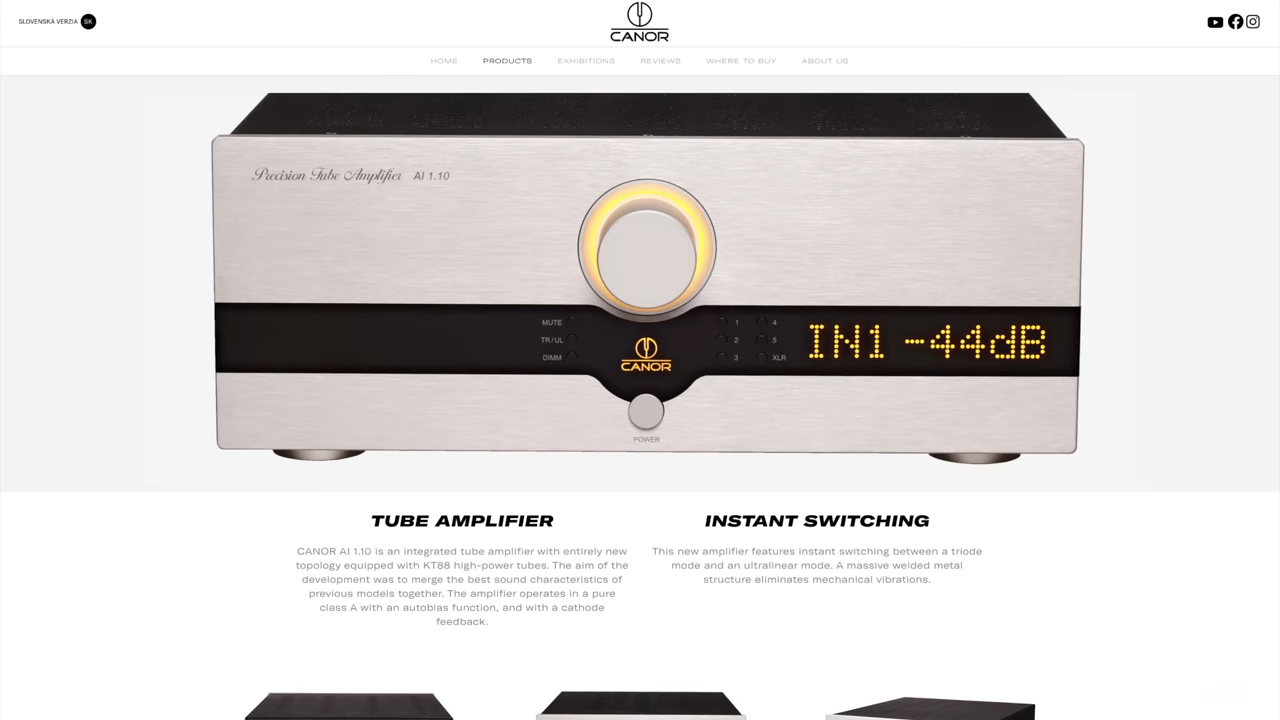 SLOVENSKÁ VERZIA SK
CANOR
HOME PRODUCTS EXHIBITIONS REVIEWS WHERE TO BUY ABOUT US
Precision Tube Amplifier AI 1.10
MUTE 1 4
TR/UL 2 5
DIMM 3 XLR
IN1 -44dB
CANOR
POWER
TUBE AMPLIFIER
CANOR AI 1.10 is an integrated tube amplifier with entirely new
topology equipped with KT88 high-power tubes. The aim of the
development was to merge the best sound characteristics of
previous models together. The amplifier operates in a pure
class A with an autobias function, and with a cathode
feedback.
INSTANT SWITCHING
This new amplifier features instant switching between a triode
mode and an ultralinear mode. A massive welded metal
structure eliminates mechanical vibrations.